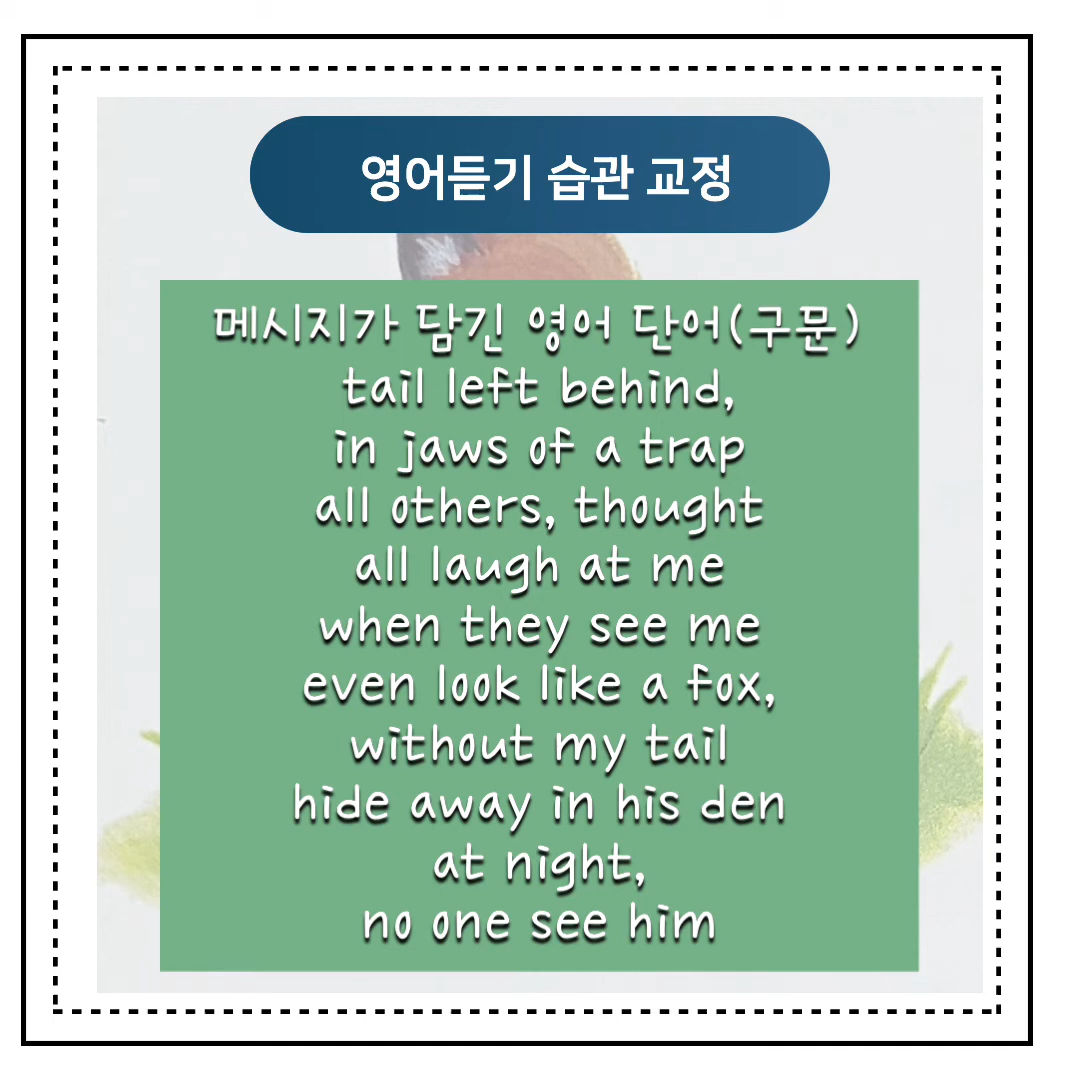 영어듣기 습관 교정
메시지가 담긴 영어 단어(구문)
tail left behind,
in jaws of a trap
all others, thought
all laugh at me
when they see me
even look like a fox,
without my tail
hide away in his den
at night,
no one see him